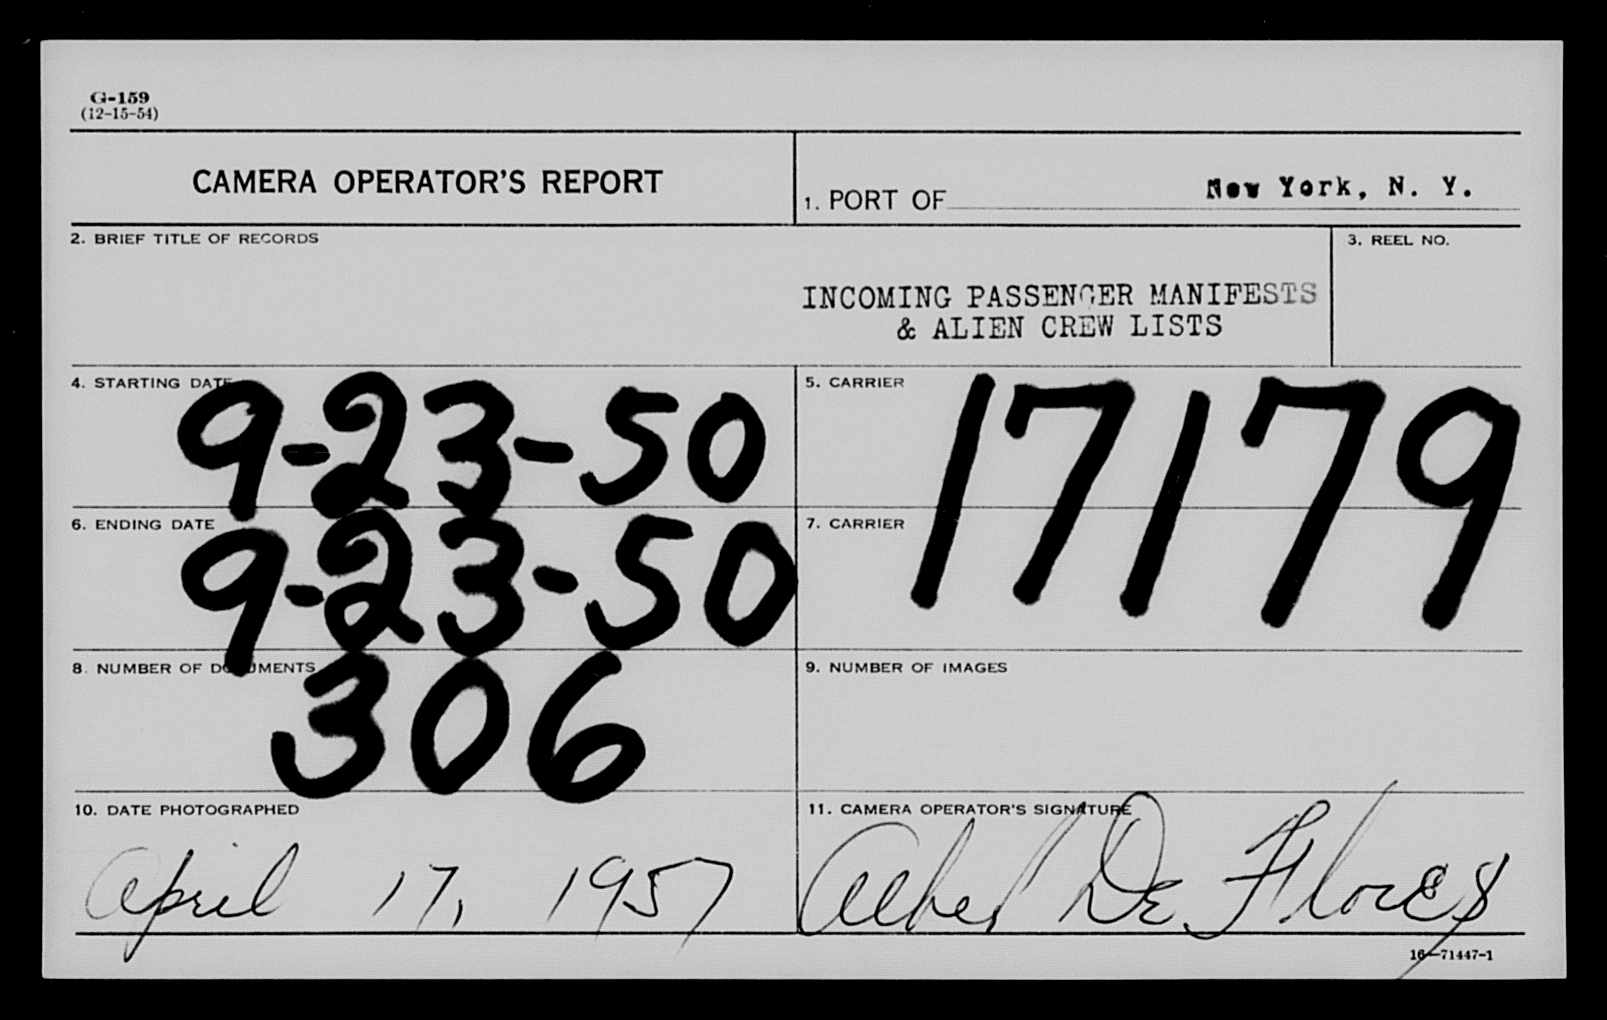 G-159
(12-15-54)
CAMERA OPERATOR'S REPORT
1. PORT OF New York, N. Y.
2. BRIEF TITLE OF RECORDS
INCOMING PASSENGER MANIFESTS
& ALIEN CREW LISTS
3. REEL NO.
4. STARTING DATE
9-23-50
5. CARRIER
17179
6. ENDING DATE
9-23-50
7. CARRIER
8. NUMBER OF DOCUMENTS
306
9. NUMBER OF IMAGES
10. DATE PHOTOGRAPHED
April 17, 1957
11. CAMERA OPERATOR'S SIGNATURE
De Flores
16—71447-1